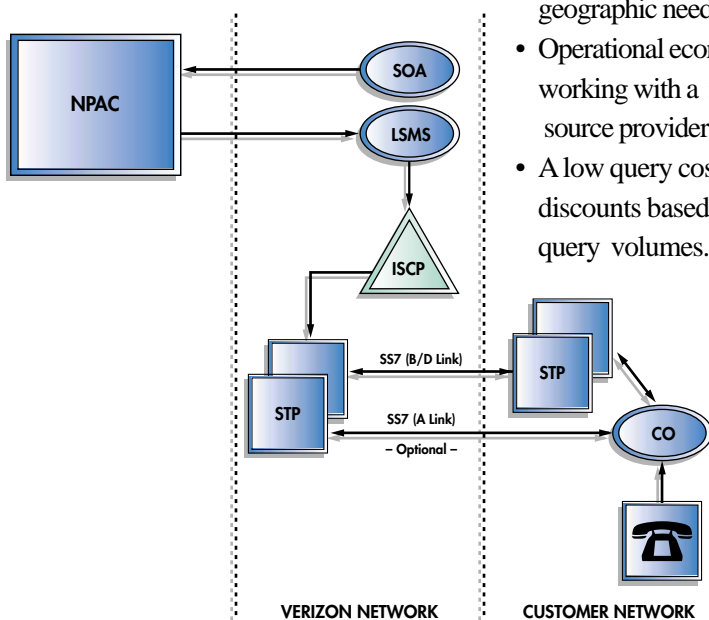 geographic need
• Operational econ
working with a
source provider
• A low query cos
discounts based
query volumes.
NPAC
SOA
LSMS
ISCP
STP
SS7 (B/D Link)
STP
SS7 (A Link)
– Optional –
CO
VERIZON NETWORK
CUSTOMER NETWORK